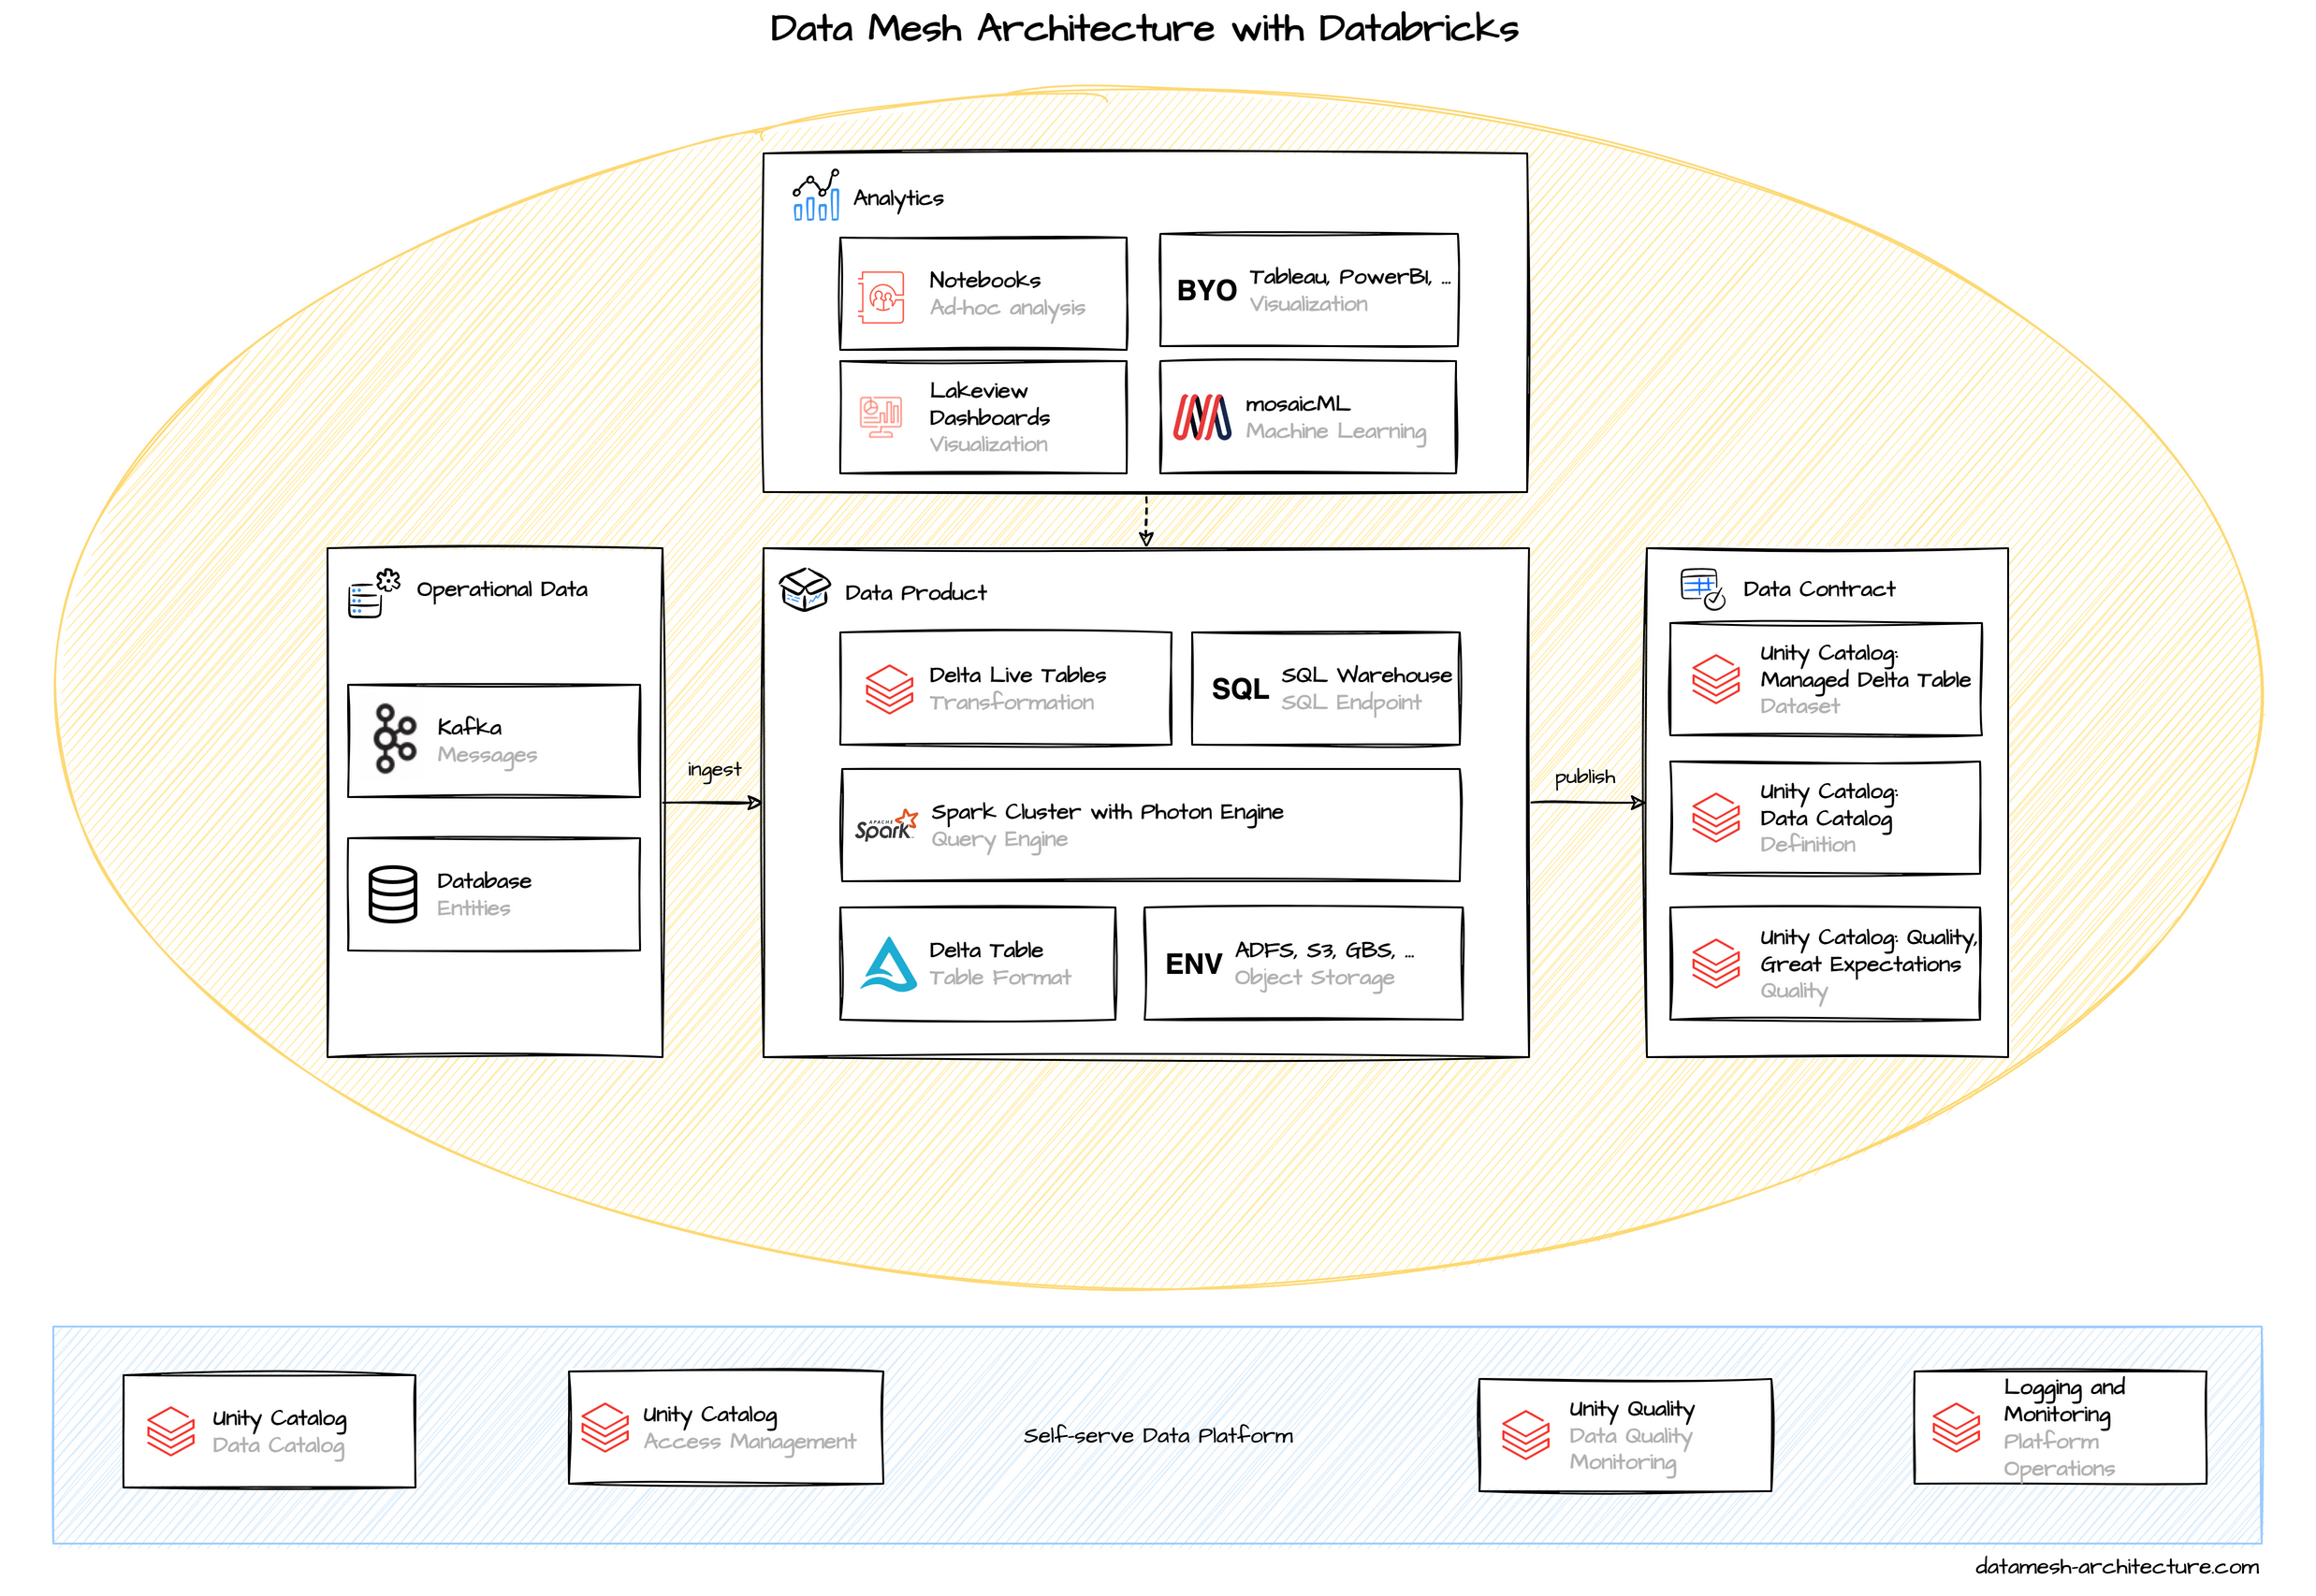 Data Mesh Architecture with Databricks
Analytics
Notebooks
Ad-hoc analysis
BYO
Tableau, PowerBI, ...
Visualization
Lakeview
Dashboards
Visualization
mosaicML
Machine Learning
Operational Data
Kafka
Messages
Database
Entities
ingest
Data Product
Delta Live Tables
Transformation
SQL
SQL Warehouse
SQL Endpoint
APACHE
Spark
Spark Cluster with Photon Engine
Query Engine
Delta Table
Table Format
ENV
ADFS, S3, GBS, ...
Object Storage
publish
Data Contract
Unity Catalog:
Managed Delta Table
Dataset
Unity Catalog:
Data Catalog
Definition
Unity Catalog: Quality,
Great Expectations
Quality
Unity Catalog
Data Catalog
Unity Catalog
Access Management
Self-serve Data Platform
Unity Quality
Data Quality
Monitoring
Logging and
Monitoring
Platform
Operations
datamesh-architecture.com